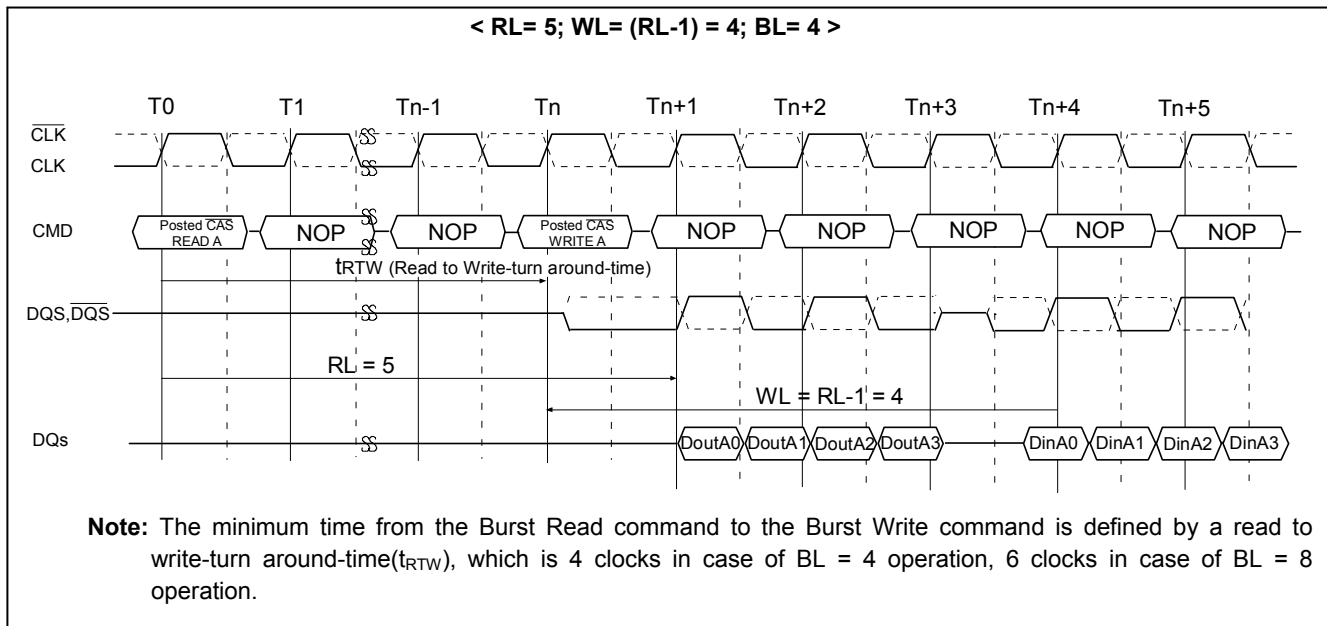 < RL= 5; WL= (RL-1) = 4; BL= 4 >
T0 T1 Tn-1 Tn Tn+1 Tn+2 Tn+3 Tn+4 Tn+5
CLK
CLK
CMD
Posted CAS
READ A
NOP
NOP
Posted CAS
WRITE A
NOP
NOP
NOP
NOP
NOP
tRTW (Read to Write-turn around-time)
DQS,DQS
RL = 5
WL = RL-1 = 4
DQs
DoutA0 DoutA1 DoutA2 DoutA3 DinA0 DinA1 DinA2 DinA3
Note: The minimum time from the Burst Read command to the Burst Write command is defined by a read to
write-turn around-time(tRTW), which is 4 clocks in case of BL = 4 operation, 6 clocks in case of BL = 8
operation.